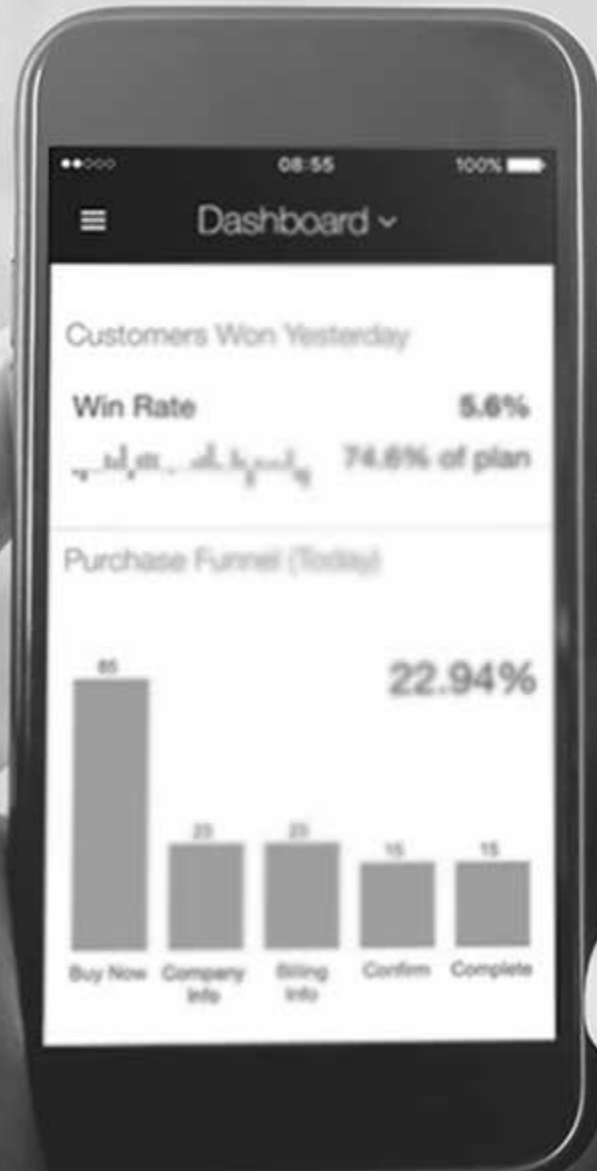 08:55 100%
Dashboard
Customers Won Yesterday
Win Rate 5.6%
74.6% of plan
Purchase Funnel (Today)
22.94%
85
23 23 15 15
Buy Now Company Info Billing Info Confirm Complete